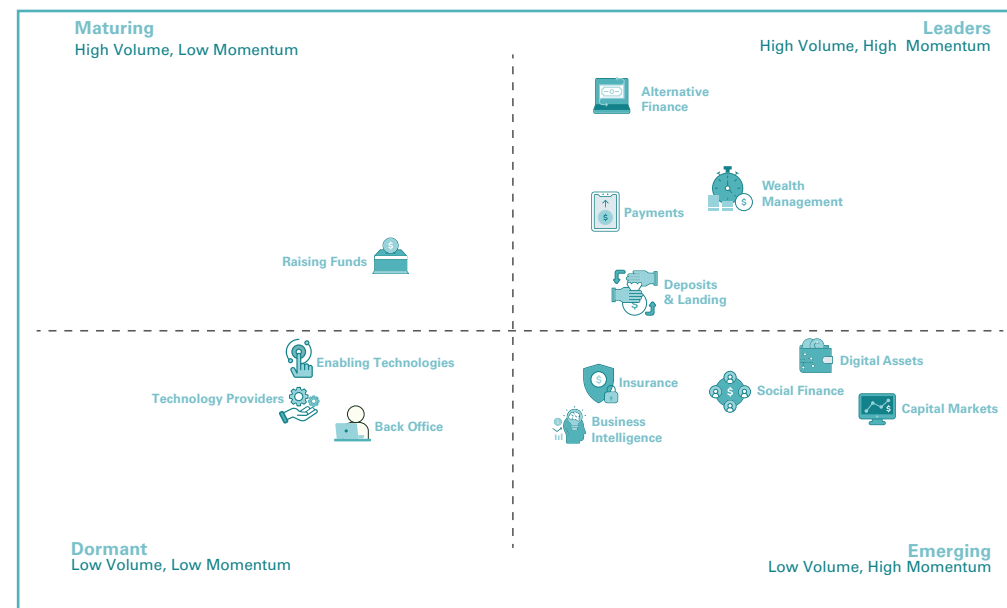 Maturing
High Volume, Low Momentum
Leaders
High Volume, High Momentum
Alternative
Finance
Wealth
Management
Payments
Raising Funds
Deposits
& Landing
Enabling Technologies
Technology Providers
Back Office
Digital Assets
Insurance
Social Finance
Capital Markets
Business
Intelligence
Dormant
Low Volume, Low Momentum
Emerging
Low Volume, High Momentum